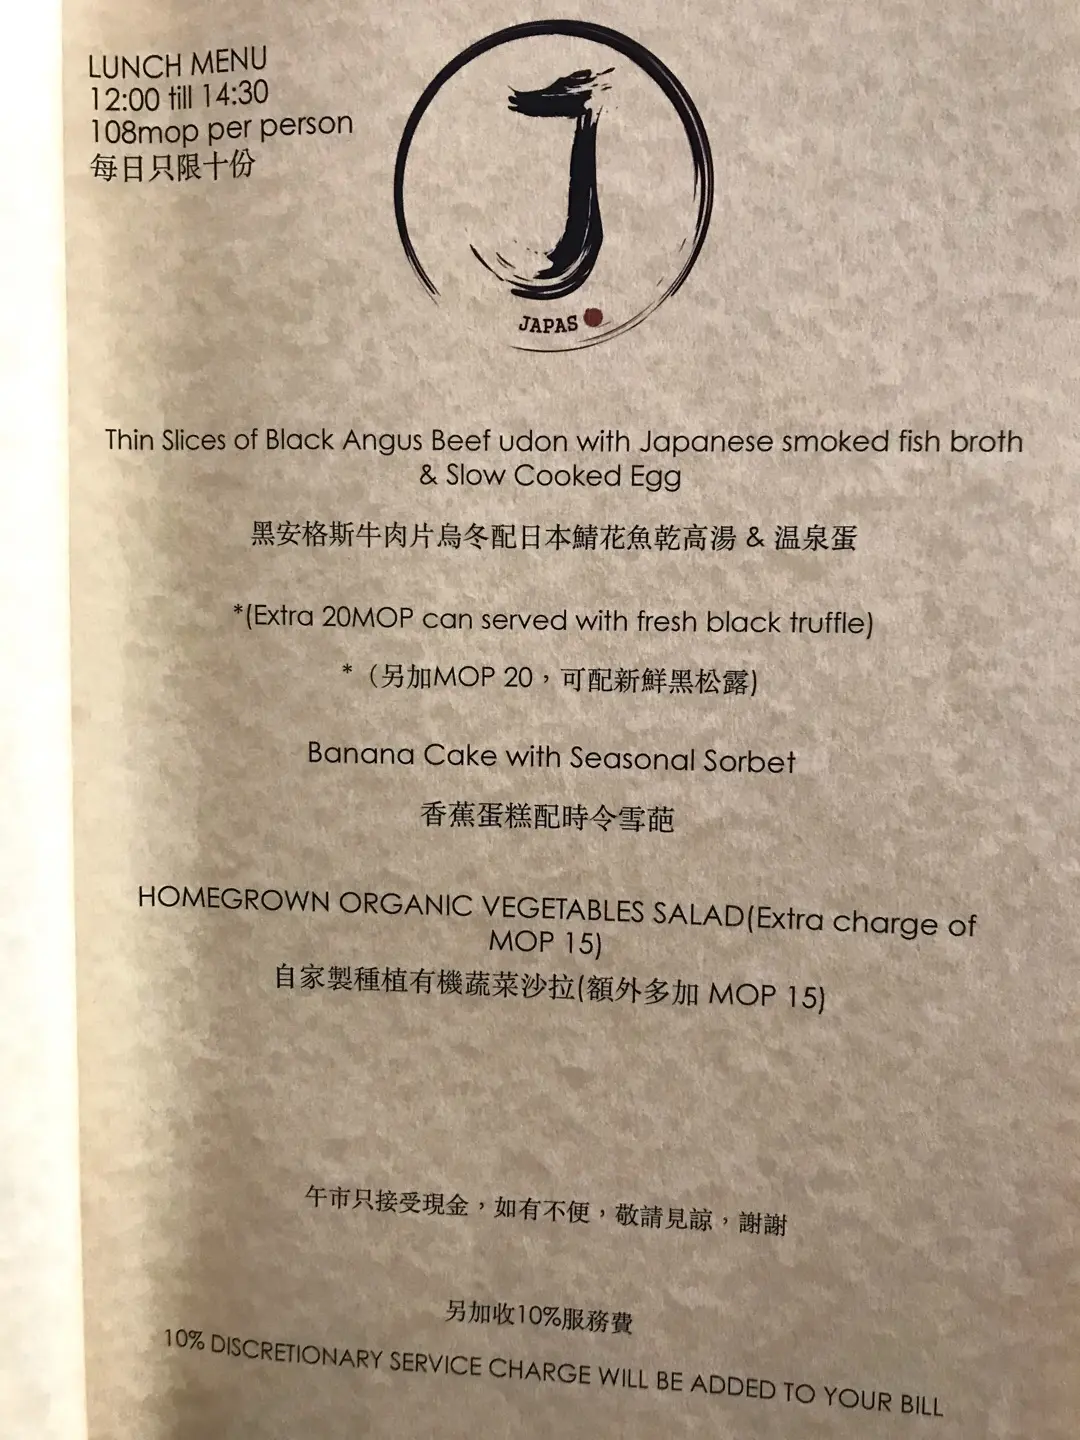 LUNCH MENU
12:00 till 14:30
108mop per person
每日只限十份
J
JAPAS
Thin Slices of Black Angus Beef udon with Japanese smoked fish broth
& Slow Cooked Egg
黑安格斯牛肉片烏冬配日本鯖花魚乾高湯 & 温泉蛋
*(Extra 20MOP can served with fresh black truffle)
*（另加MOP 20，可配新鮮黑松露)
Banana Cake with Seasonal Sorbet
香蕉蛋糕配時令雪葩
HOMEGROWN ORGANIC VEGETABLES SALAD(Extra charge of
MOP 15)
自家製種植有機蔬菜沙拉(額外多加 MOP 15)
午市只接受現金，如有不便，敬請見諒，謝謝
另加收10%服務費
10% DISCRETIONARY SERVICE CHARGE WILL BE ADDED TO YOUR BILL